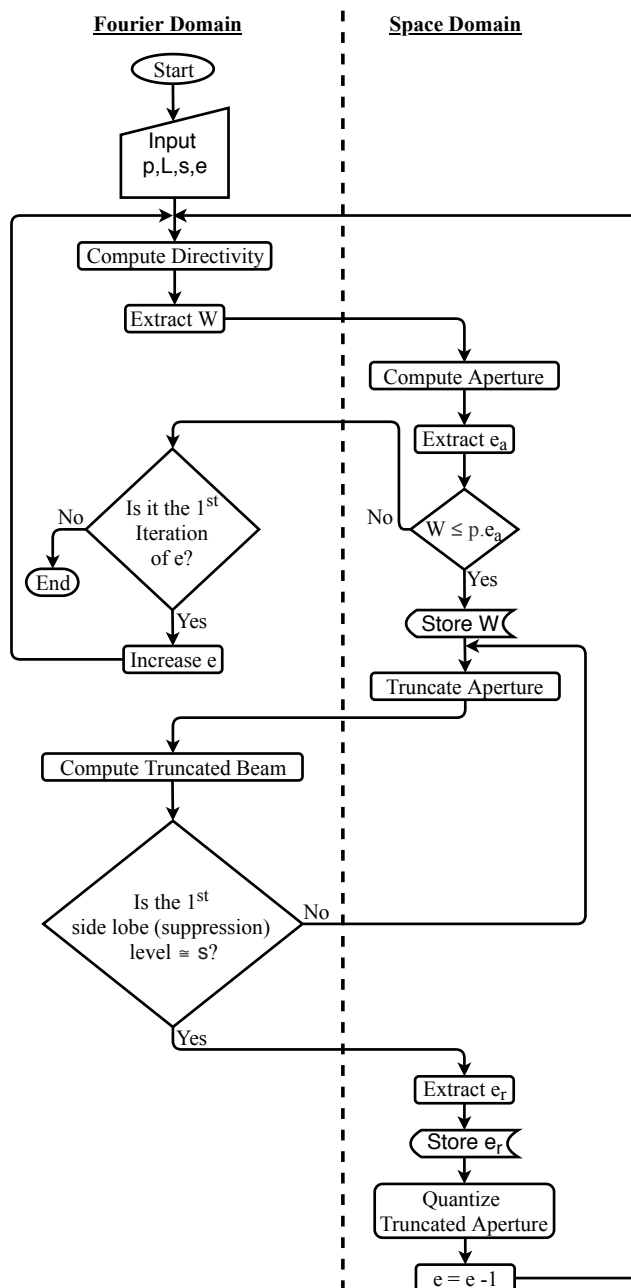 Fourier Domain
Space Domain
Start
Input
p,L,s,e
Compute Directivity
Extract W
Compute Aperture
Extract eₐ
W ≤ p.eₐ
No
Yes
Is it the 1ˢᵗ
Iteration
of e?
No
End
Yes
Increase e
Store W
Truncate Aperture
Compute Truncated Beam
Is the 1ˢᵗ
side lobe (suppression)
level ≅ s?
No
Yes
Extract eᵣ
Store eᵣ
Quantize
Truncated Aperture
e = e -1